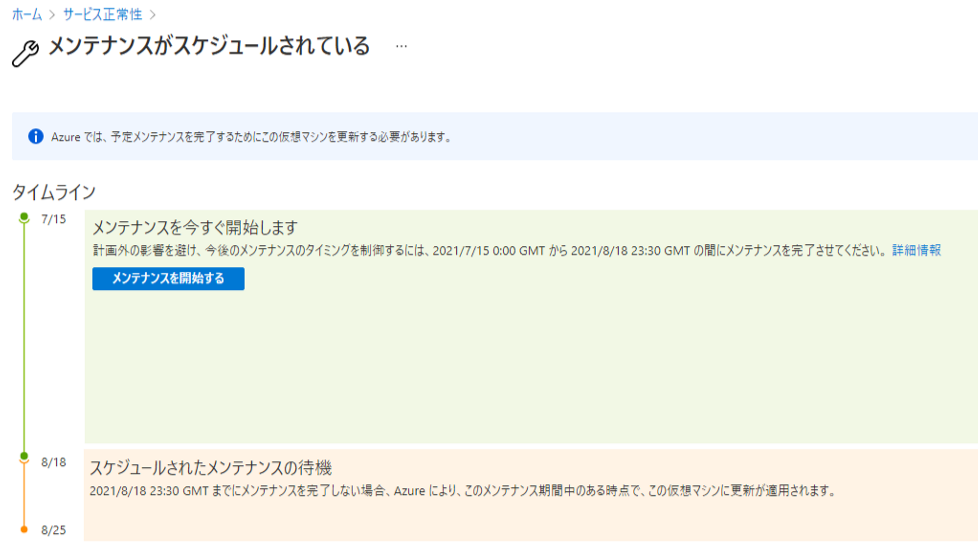 ホーム > サービス正常性 >
メンテナンスがスケジュールされている …
Azure では、予定メンテナンスを完了するためにこの仮想マシンを更新する必要があります。
タイムライン
7/15
メンテナンスを今すぐ開始します
計画外の影響を避け、今後のメンテナンスのタイミングを制御するには、2021/7/15 0:00 GMT から 2021/8/18 23:30 GMT の間にメンテナンスを完了させてください。詳細情報
メンテナンスを開始する
8/18
スケジュールされたメンテナンスの待機
2021/8/18 23:30 GMT までにメンテナンスを完了しない場合、Azure により、このメンテナンス期間中のある時点で、この仮想マシンに更新が適用されます。
8/25